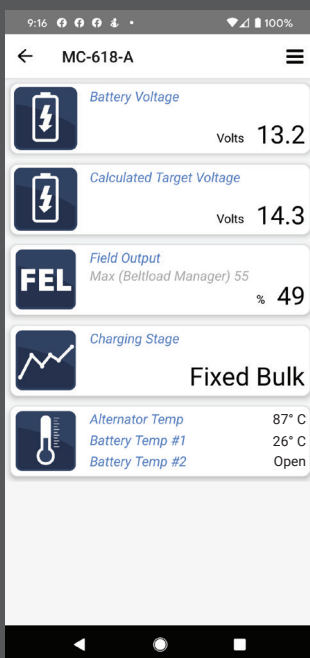 9:16 100%
MC-618-A
Battery Voltage
Volts 13.2
Calculated Target Voltage
Volts 14.3
FEL
Field Output
Max (Beltload Manager) 55
% 49
Charging Stage
Fixed Bulk
Alternator Temp 87° C
Battery Temp #1 26° C
Battery Temp #2 Open